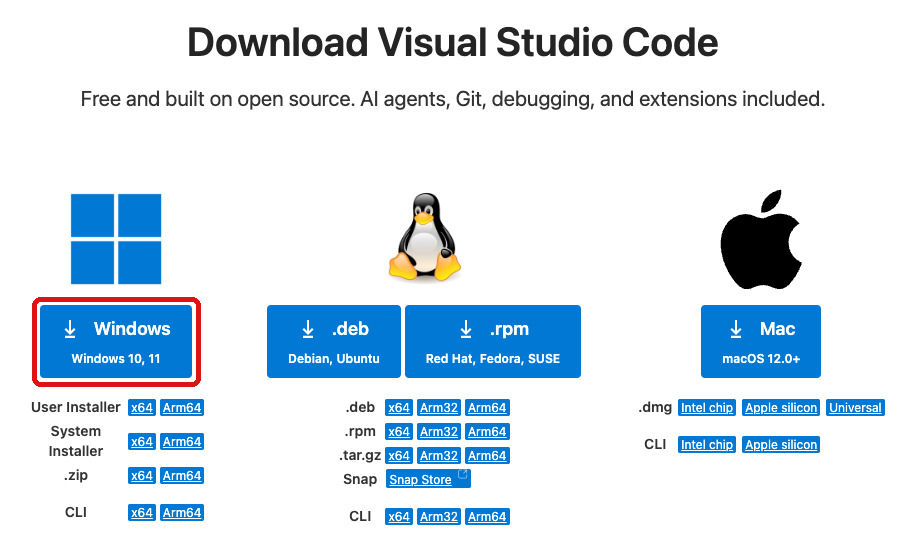 Download Visual Studio Code
Free and built on open source. AI agents, Git, debugging, and extensions included.
Windows
Windows 10, 11
User Installer x64 Arm64
System
Installer x64 Arm64
.zip x64 Arm64
CLI x64 Arm64
.deb
Debian, Ubuntu
.rpm
Red Hat, Fedora, SUSE
.deb x64 Arm32 Arm64
.rpm x64 Arm32 Arm64
.tar.gz x64 Arm32 Arm64
Snap Snap Store
CLI x64 Arm32 Arm64
Mac
macOS 12.0+
.dmg Intel chip Apple silicon Universal
CLI Intel chip Apple silicon